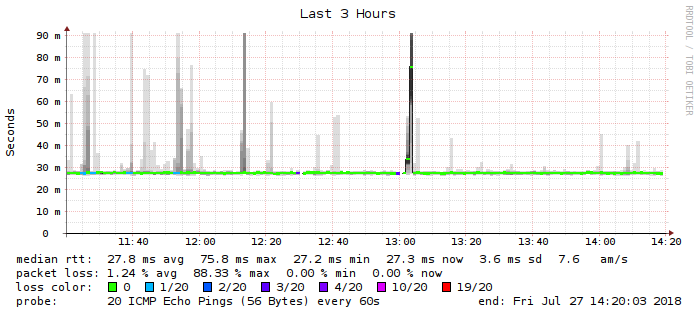 Last 3 Hours
RRDTOOL / TOBI OETIKER
Seconds
90 m
80 m
70 m
60 m
50 m
40 m
30 m
20 m
10 m
0
11:40 12:00 12:20 12:40 13:00 13:20 13:40 14:00 14:20
median rtt: 27.8 ms avg 75.8 ms max 27.2 ms min 27.3 ms now 3.6 ms sd 7.6 am/s
packet loss: 1.24 % avg 88.33 % max 0.00 % min 0.00 % now
loss color: 0 1/20 2/20 3/20 4/20 10/20 19/20
probe: 20 ICMP Echo Pings (56 Bytes) every 60s end: Fri Jul 27 14:20:03 2018